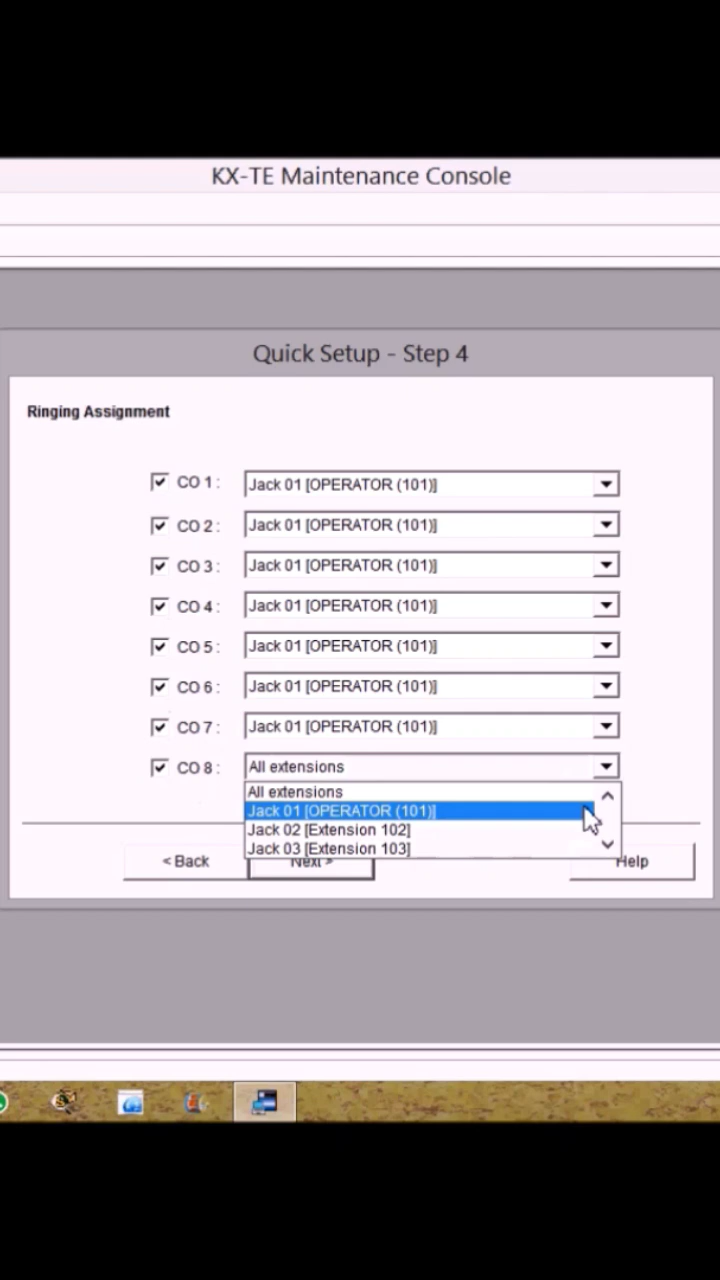 KX-TE Maintenance Console
Quick Setup - Step 4
Ringing Assignment
CO 1 : Jack 01 [OPERATOR (101)]
CO 2 : Jack 01 [OPERATOR (101)]
CO 3 : Jack 01 [OPERATOR (101)]
CO 4 : Jack 01 [OPERATOR (101)]
CO 5 : Jack 01 [OPERATOR (101)]
CO 6 : Jack 01 [OPERATOR (101)]
CO 7 : Jack 01 [OPERATOR (101)]
CO 8 : All extensions
All extensions
Jack 01 [OPERATOR (101)]
Jack 02 [Extension 102]
Jack 03 [Extension 103]
< Back Next > Help